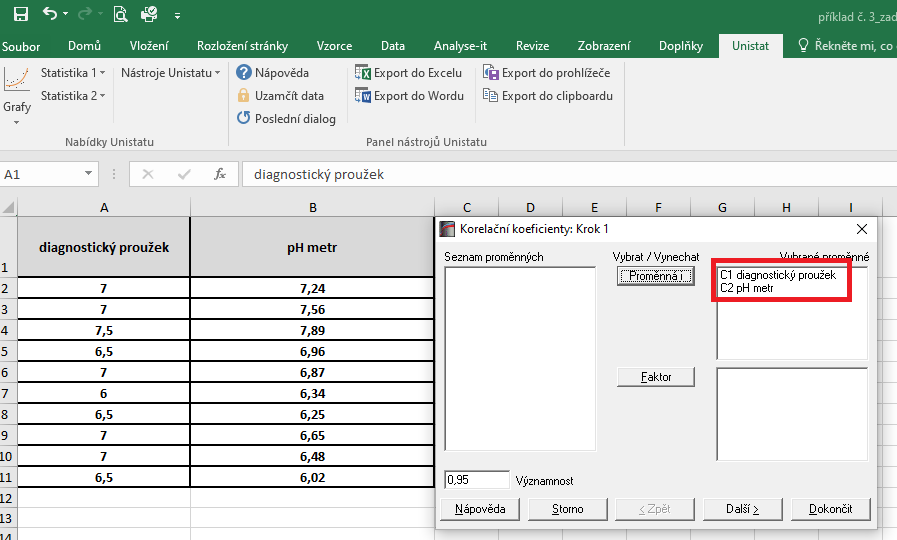 příklad č. 3_zad
Soubor Domů Vložení Rozložení stránky Vzorce Data Analyse-it Revize Zobrazení Doplňky Unistat Řekněte mi, co
Grafy
Statistika 1
Statistika 2
Nástroje Unistatu
Nabídky Unistatu
Nápověda
Uzamčít data
Poslední dialog
Export do Excelu
Export do Wordu
Export do prohlížeče
Export do clipboardu
Panel nástrojů Unistatu
A1 fx diagnostický proužek
A B C D E F G H I
1 diagnostický proužek pH metr
2 7 7,24
3 7 7,56
4 7,5 7,89
5 6,5 6,96
6 7 6,87
7 6 6,34
8 6,5 6,25
9 7 6,65
10 7 6,48
11 6,5 6,02
12
13
14
Korelační koeficienty: Krok 1
Seznam proměnných
Vybrat / Vynechat
Vybrané proměnné
Proměnná i
C1 diagnostický proužek
C2 pH metr
Faktor
0,95 Významnost
Nápověda Storno < Zpět Další > Dokončit